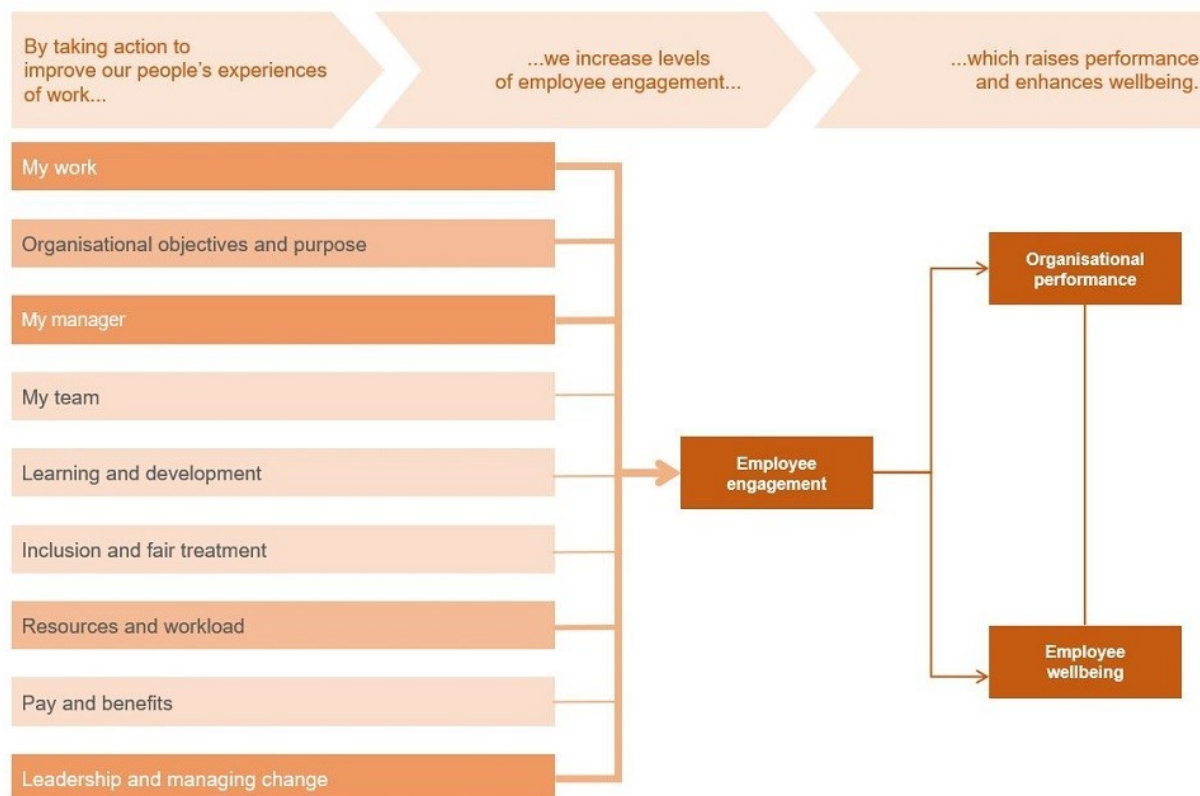 By taking action to
improve our people's experiences
of work...
...we increase levels
of employee engagement...
...which raises performance
and enhances wellbeing..
My work
Organisational objectives and purpose
My manager
My team
Learning and development
Inclusion and fair treatment
Resources and workload
Pay and benefits
Leadership and managing change
Employee
engagement
Organisational
performance
Employee
wellbeing